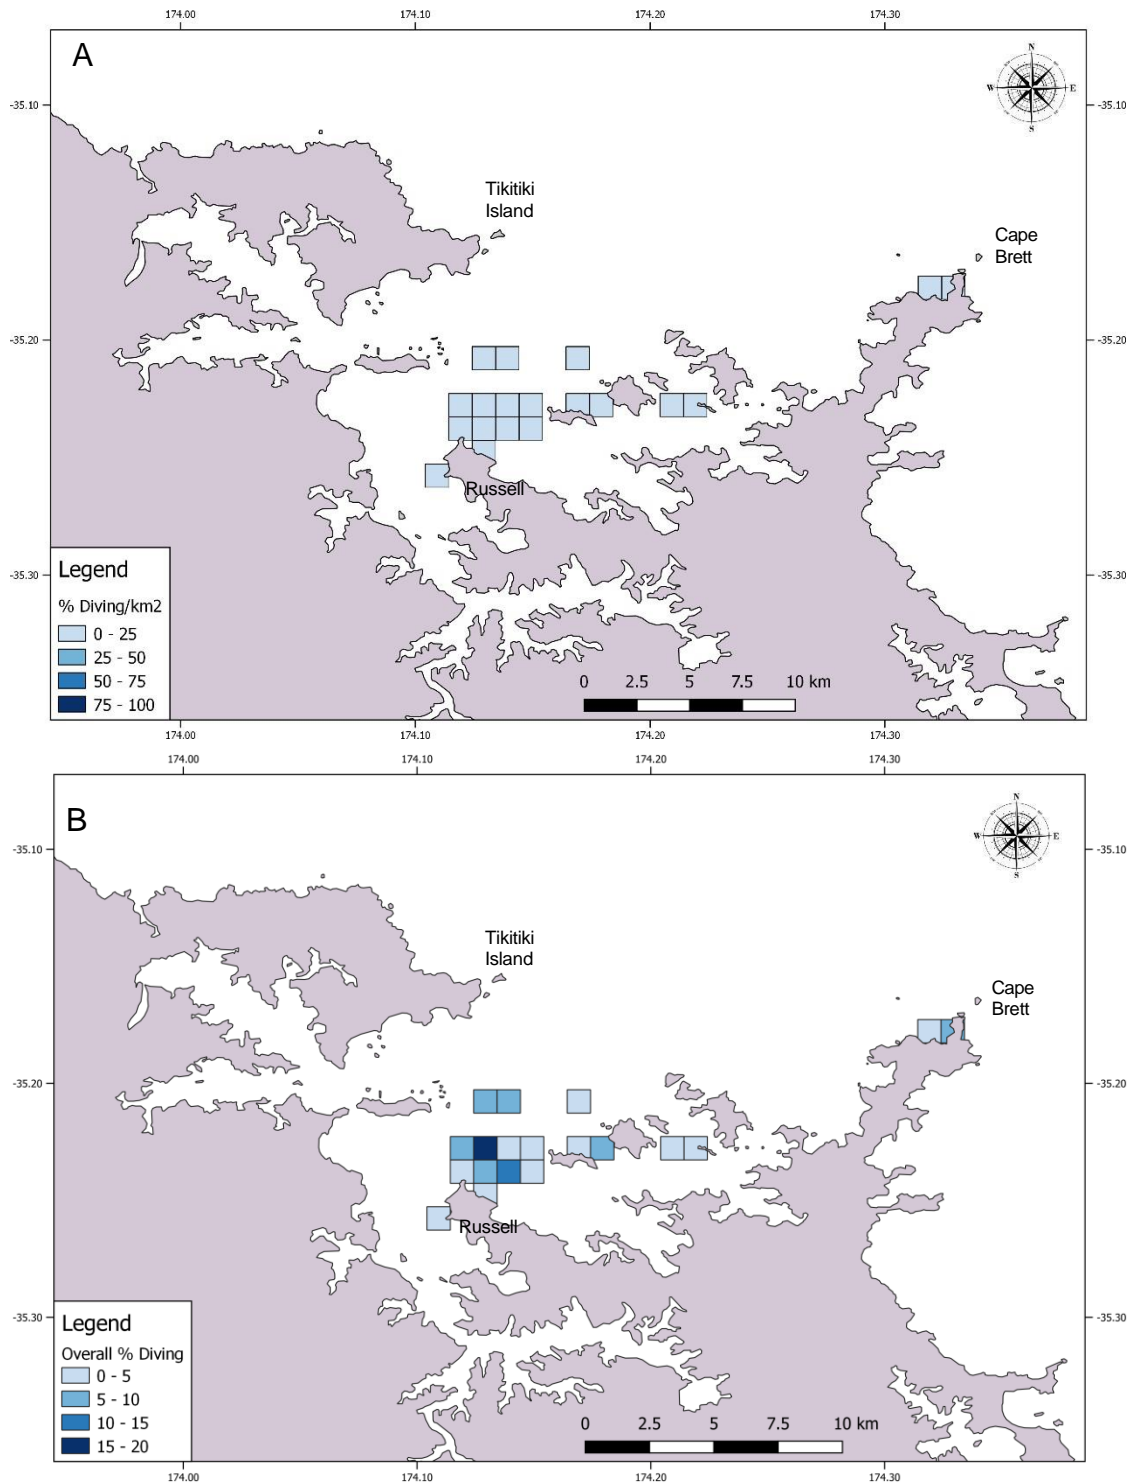 174.00 174.10 174.20 174.30
A
N
W E
S
-35.10 -35.10
Tikitiki
Island
Cape
Brett
-35.20 -35.20
Russell
-35.30 -35.30
Legend
% Diving/km2
0 - 25
25 - 50
50 - 75
75 - 100
0 2.5 5 7.5 10 km
174.00 174.10 174.20 174.30
174.00 174.10 174.20 174.30
B
N
W E
S
-35.10 -35.10
Tikitiki
Island
Cape
Brett
-35.20 -35.20
Russell
-35.30 -35.30
Legend
Overall % Diving
0 - 5
5 - 10
10 - 15
15 - 20
0 2.5 5 7.5 10 km
174.00 174.10 174.20 174.30